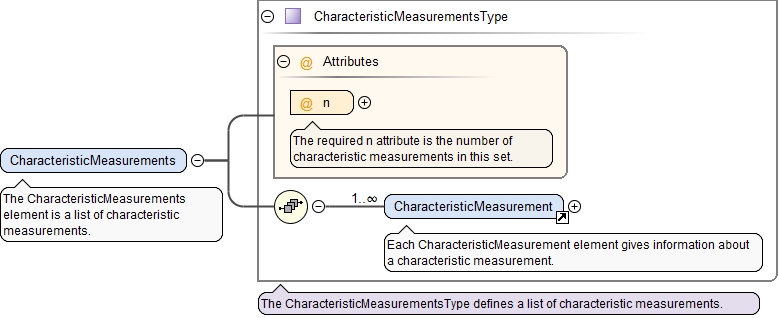 CharacteristicMeasurementsType
@ Attributes
@ n
The required n attribute is the number of
characteristic measurements in this set.
CharacteristicMeasurements
The CharacteristicMeasurements
element is a list of characteristic
measurements.
1..∞
CharacteristicMeasurement
Each CharacteristicMeasurement element gives information about
a characteristic measurement.
The CharacteristicMeasurementsType defines a list of characteristic measurements.